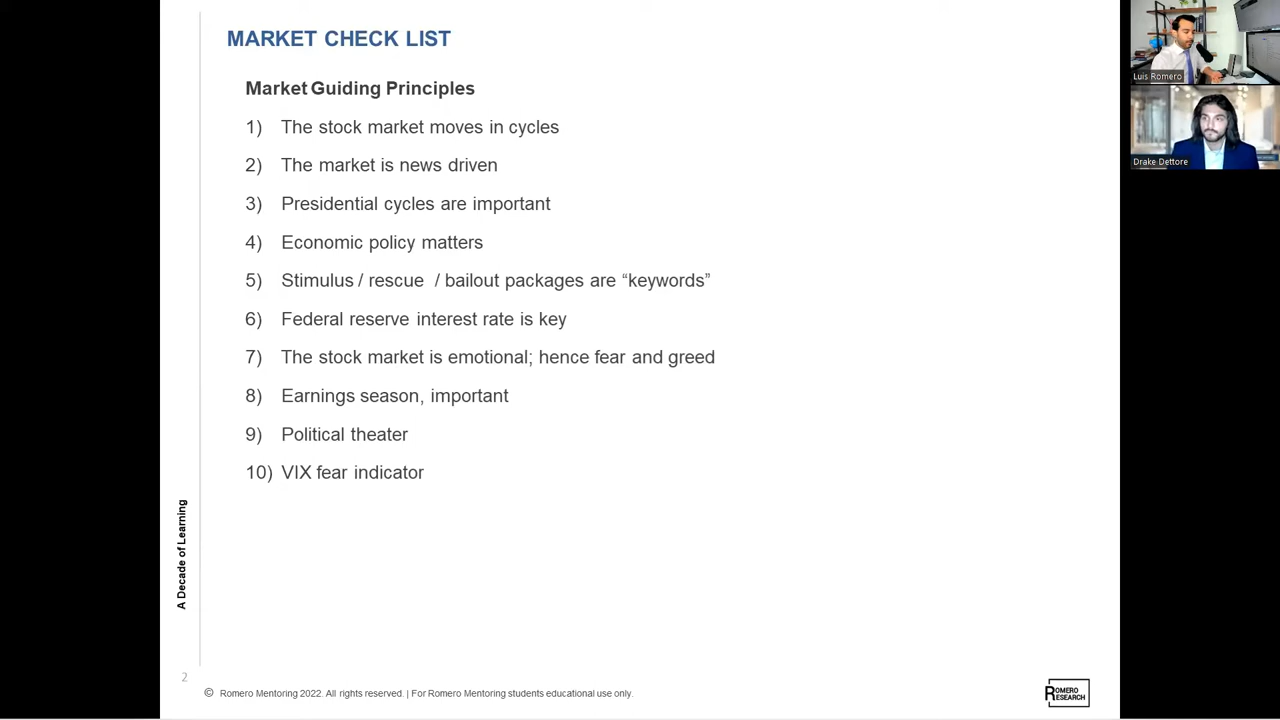 MARKET CHECK LIST
Market Guiding Principles
1) The stock market moves in cycles
2) The market is news driven
3) Presidential cycles are important
4) Economic policy matters
5) Stimulus / rescue / bailout packages are “keywords”
6) Federal reserve interest rate is key
7) The stock market is emotional; hence fear and greed
8) Earnings season, important
9) Political theater
10) VIX fear indicator
A Decade of Learning
2
© Romero Mentoring 2022. All rights reserved. | For Romero Mentoring students educational use only.
ROMERO
RESEARCH
Luis Romero
Drake Dettore